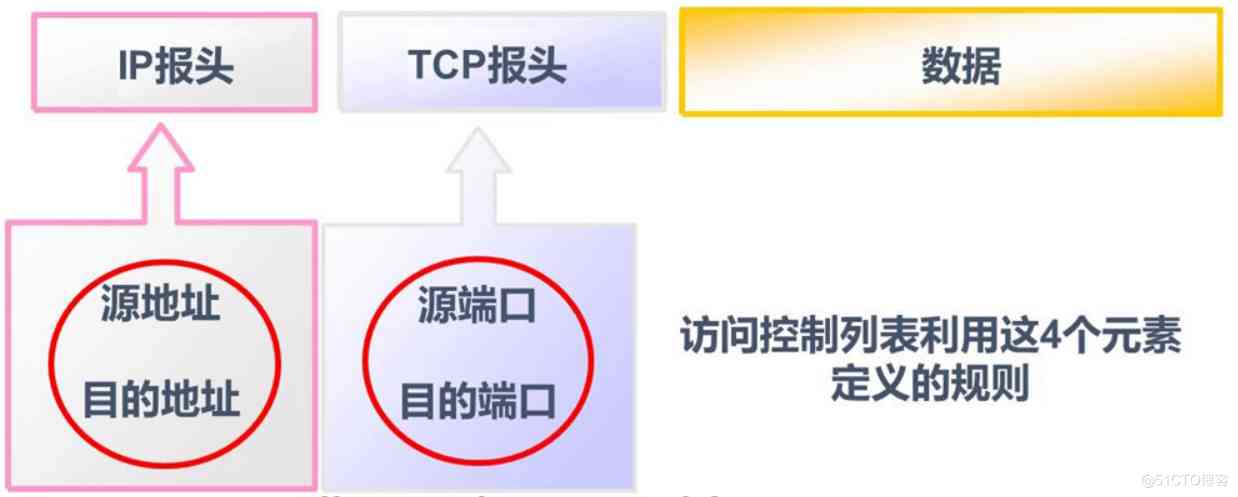 IP报头
TCP报头
数据
源地址
目的地址
源端口
目的端口
访问控制列表利用这4个元素
定义的规则
@51CTO博客